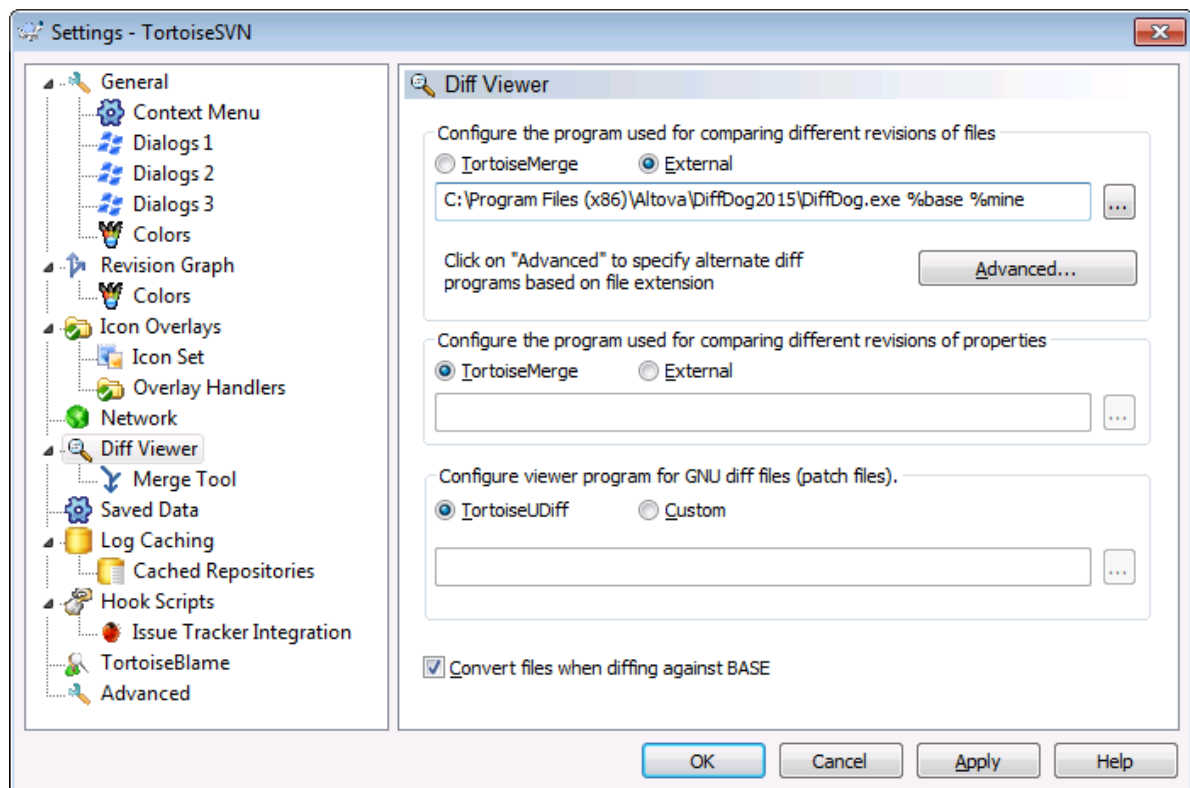 Settings - TortoiseSVN
General
Context Menu
Dialogs 1
Dialogs 2
Dialogs 3
Colors
Revision Graph
Colors
Icon Overlays
Icon Set
Overlay Handlers
Network
Diff Viewer
Merge Tool
Saved Data
Log Caching
Cached Repositories
Hook Scripts
Issue Tracker Integration
TortoiseBlame
Advanced
Diff Viewer
Configure the program used for comparing different revisions of files
TortoiseMerge
External
C:\Program Files (x86)\Altova\DiffDog2015\DiffDog.exe %base %mine
...
Click on "Advanced" to specify alternate diff
programs based on file extension
Advanced...
Configure the program used for comparing different revisions of properties
TortoiseMerge
External
...
Configure viewer program for GNU diff files (patch files).
TortoiseUDiff
Custom
...
Convert files when diffing against BASE
OK
Cancel
Apply
Help